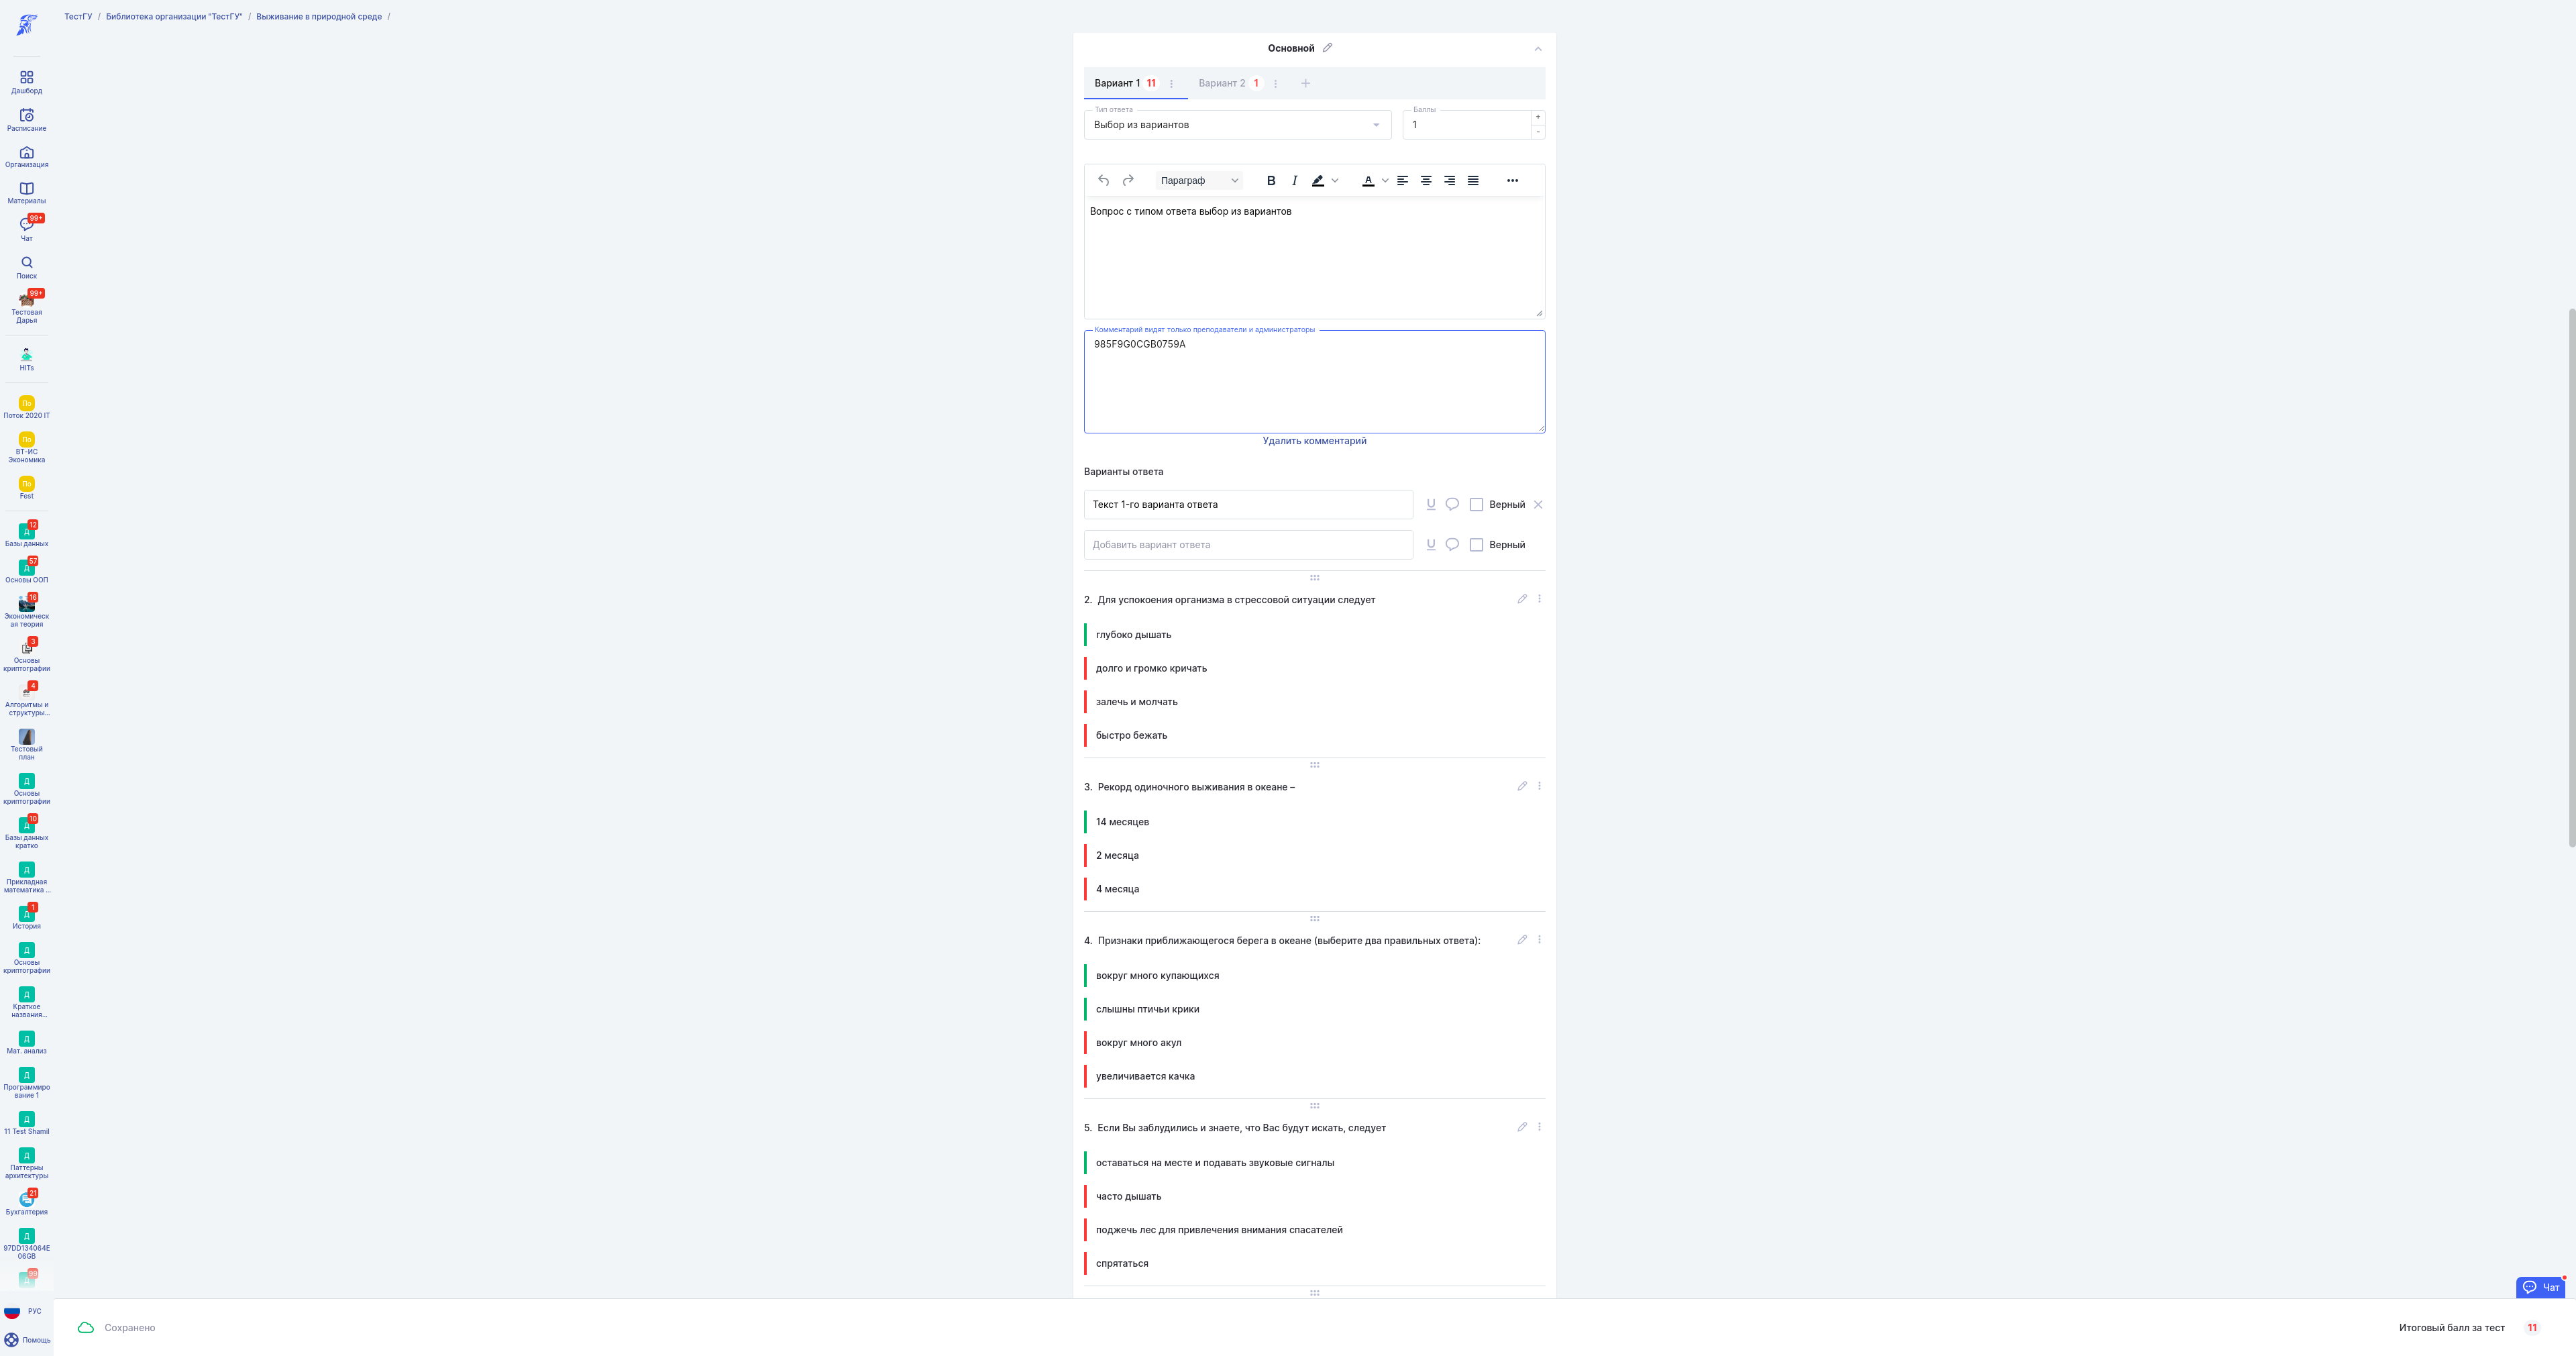 ТестГУ / Библиотека организации "ТестГУ" / Выживание в природной среде /
Дашборд
Расписание
Организация
Материалы
99+
Чат
Поиск
99+
Тестовая
Дарья
HITs
По
Поток 2020 IT
По
ВТ-ИС
Экономика
По
Fest
12
Д
Базы данных
57
Д
Основы ООП
16
Экономическ
ая теория
3
Основы
криптографии
4
Алгоритмы и
структуры...
Тестовый
план
Д
Основы
криптографии
10
Д
Базы данных
кратко
Д
Прикладная
математика ...
1
Д
История
Д
Основы
криптографии
Д
Краткое
названия...
Д
Мат. анализ
Д
Программиро
вание 1
Д
11 Test Shamil
Д
Паттерны
архитектуры
21
Бухгалтерия
Д
97DD134064E
06GB
99
Д
РУС
Помощь
Основной
Вариант 1 11
Вариант 2 1
Тип ответа
Выбор из вариантов
Баллы
1
+
-
Параграф
B I A
Вопрос с типом ответа выбор из вариантов
Комментарий видят только преподаватели и администраторы
985F9G0CGB0759A
Удалить комментарий
Варианты ответа
Текст 1-го варианта ответа
Верный
Добавить вариант ответа
Верный
2. Для успокоения организма в стрессовой ситуации следует
глубоко дышать
долго и громко кричать
залечь и молчать
быстро бежать
3. Рекорд одиночного выживания в океане –
14 месяцев
2 месяца
4 месяца
4. Признаки приближающегося берега в океане (выберите два правильных ответа):
вокруг много купающихся
слышны птичьи крики
вокруг много акул
увеличивается качка
5. Если Вы заблудились и знаете, что Вас будут искать, следует
оставаться на месте и подавать звуковые сигналы
часто дышать
поджечь лес для привлечения внимания спасателей
спрятаться
Чат
Сохранено
Итоговый балл за тест 11